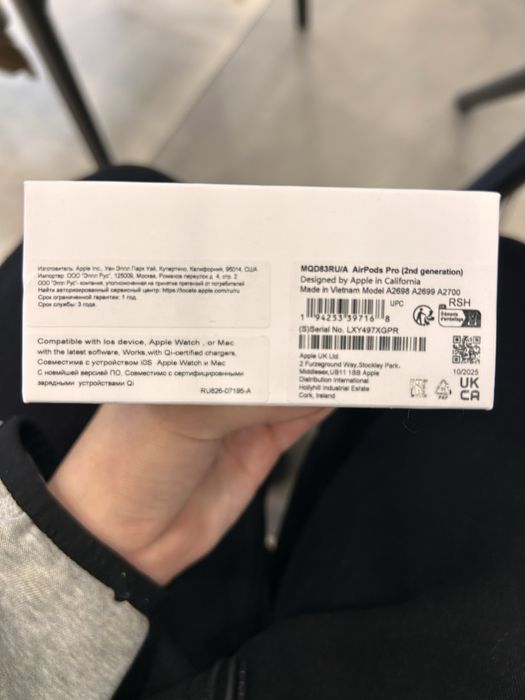 Изготовитель: Apple Inc., Уан Эппл Парк Уэй, Купертино, Калифорния, 95014, США
Импортер: ООО "Эппл Рус", 125009, Москва, Романов переулок д. 4, стр. 2
ООО "Эппл Рус"- компания, уполномоченная на принятие претензий от потребителей
Найти авторизированный сервисный центр: https://locate.apple.com/ru/ru
Срок ограниченной гарантии: 1 год.
Срок службы: 3 года.
Compatible with Ios device, Apple Watch , or Mac
with the latest software, Works,with Qi-certified chargers,
Совместима с устройством iOS Apple Watch и Mac
С новейшей версией ПО, Совместимо с сертифицированными
зарядными устройствами Qi
RU826-07195-A
MQD83RU/A AirPods Pro (2nd generation)
Designed by Apple in California
Made in Vietnam Model A2698 A2699 A2700
UPC
RSH
1 94253 39716 8
(S)Serial No. LXY497XGPR
Apple UK Ltd.
2 Furzeground Way,Stockley Park,
Middlesex,UB11 1BB Apple
Distribution International
Hollyhill Industrial Estate
Cork, Ireland
10/2025
UK
CA